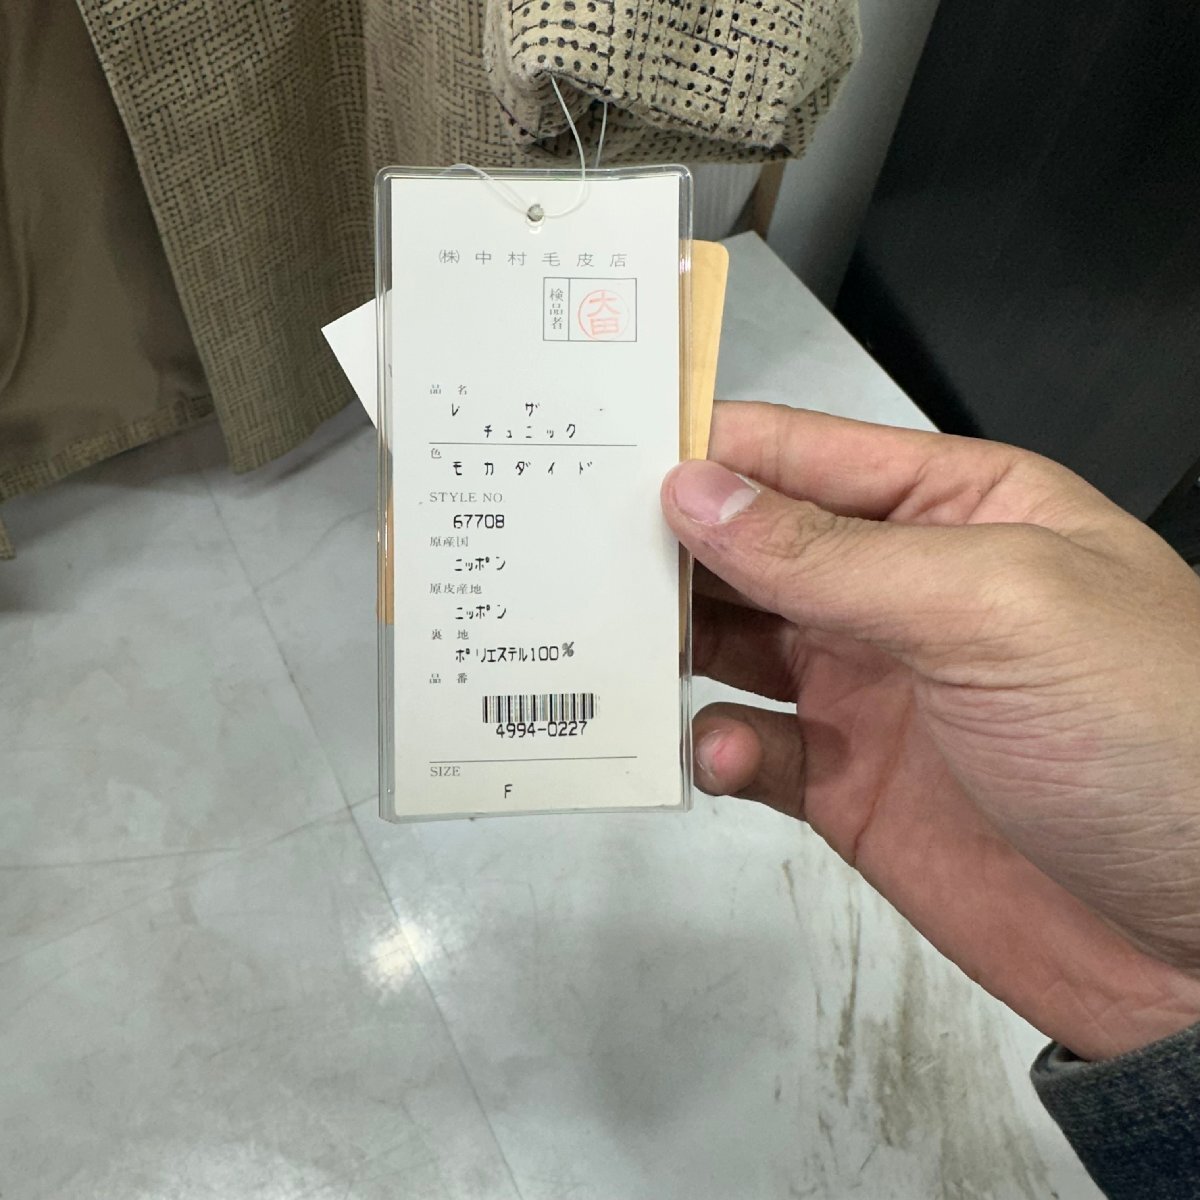 ㈱中村毛皮店
検品者
大田
品名
レザー
チュニック
色
モカダイド
STYLE NO.
67708
原産国
ニッポン
原皮産地
ニッポン
裏地
ポリエステル100%
品番
4994-0227
SIZE
F